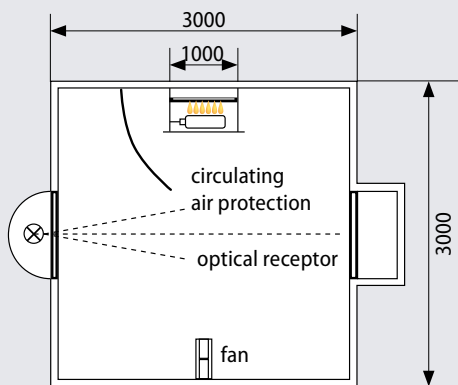 3000
1000
circulating
air protection
optical receptor
3000
fan